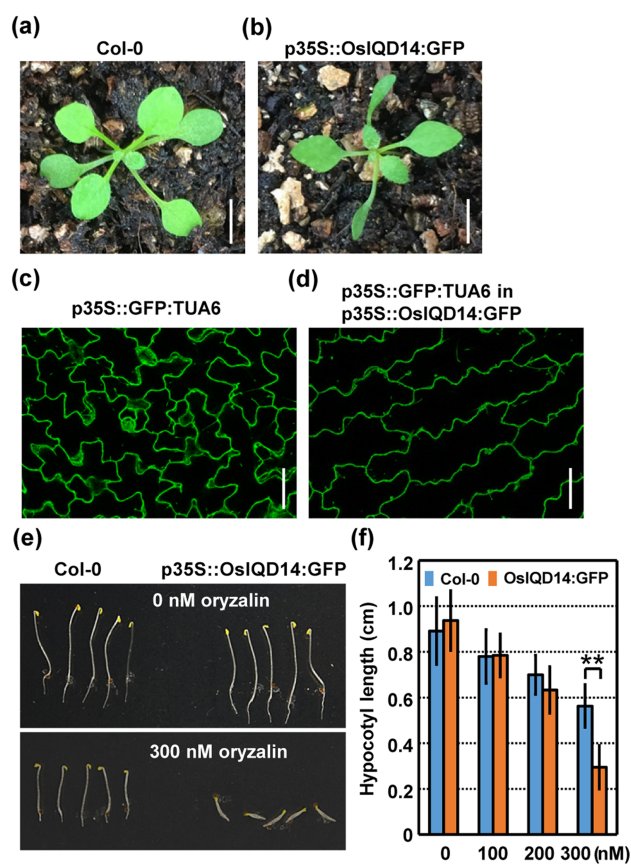 (a)
Col-0
(b)
p35S::OsIQD14:GFP
(c)
p35S::GFP:TUA6
(d)
p35S::GFP:TUA6 in
p35S::OsIQD14:GFP
(e)
Col-0
p35S::OsIQD14:GFP
0 nM oryzalin
300 nM oryzalin
(f)
Hypocotyl length (cm)
1.2
1.0
0.8
0.6
0.4
0.2
0
Col-0
OsIQD14:GFP
**
0
100
200
300 (nM)